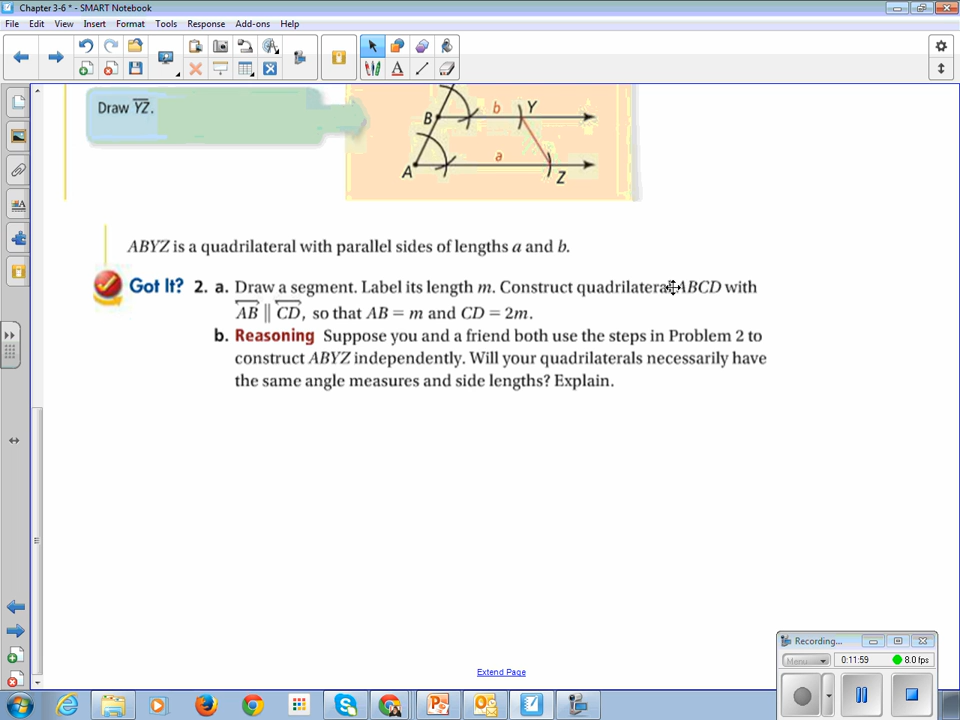 Chapter 3-6 * - SMART Notebook
File Edit View Insert Format Tools Response Add-ons Help
Draw YZ.
B b Y
A a Z
ABYZ is a quadrilateral with parallel sides of lengths a and b.
Got It? 2. a. Draw a segment. Label its length m. Construct quadrilateral ABCD with
AB ∥ CD, so that AB = m and CD = 2m.
b. Reasoning Suppose you and a friend both use the steps in Problem 2 to
construct ABYZ independently. Will your quadrilaterals necessarily have
the same angle measures and side lengths? Explain.
Extend Page
Recording...
Menu 0:11:59 8.0 fps